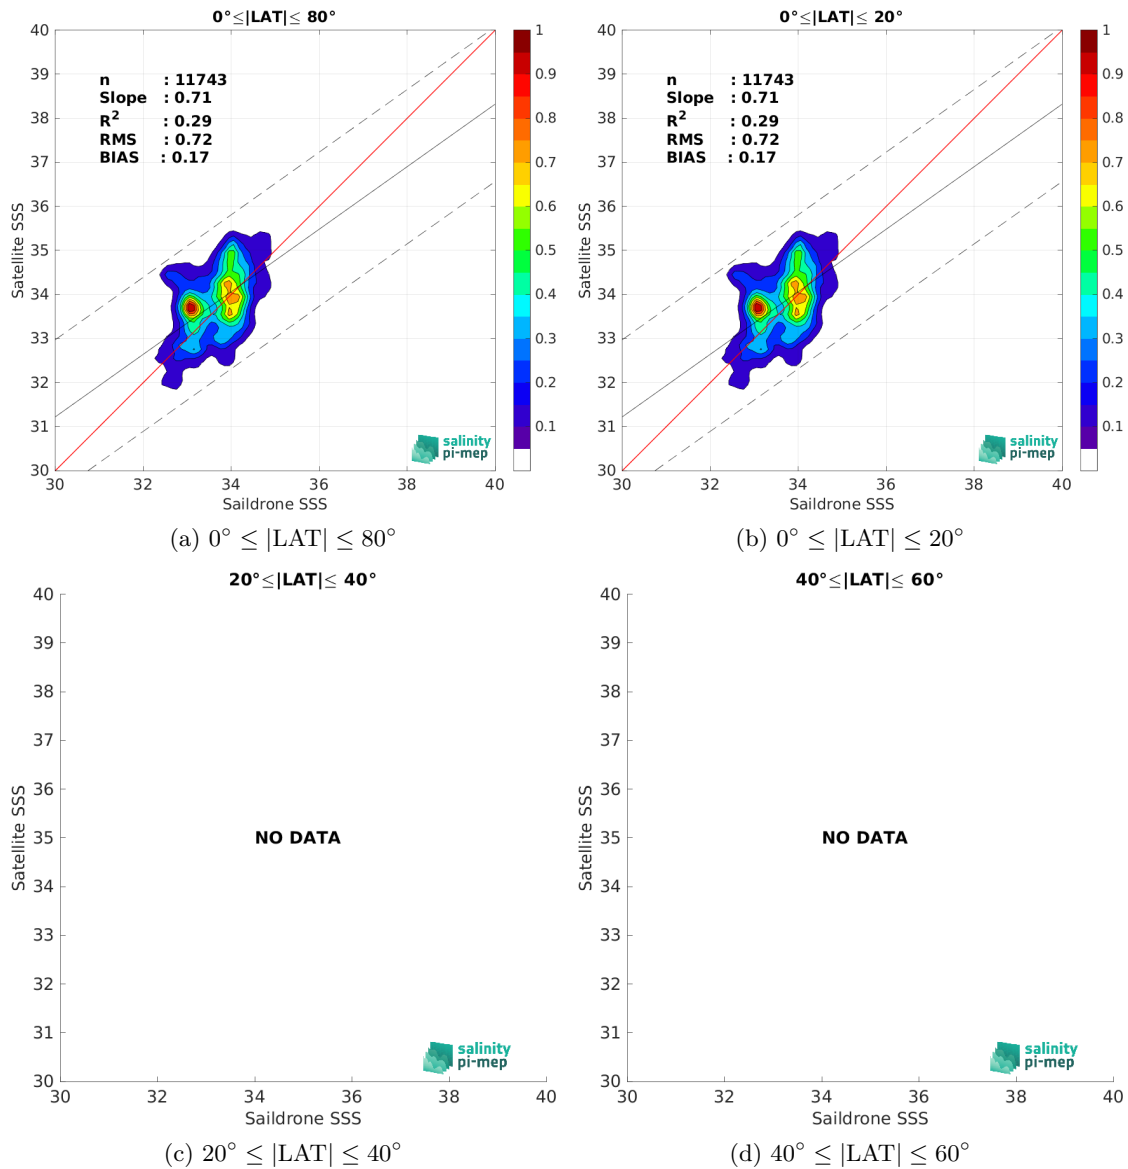 0°≤|LAT|≤ 80°
40
39
38
37
36
35
34
33
32
31
30
Satellite SSS
n : 11743
Slope : 0.71
R² : 0.29
RMS : 0.72
BIAS : 0.17
1
0.9
0.8
0.7
0.6
0.5
0.4
0.3
0.2
0.1
salinity
pi-mep
30 32 34 36 38 40
Saildrone SSS
(a) 0° ≤ |LAT| ≤ 80°
0°≤|LAT|≤ 20°
40
39
38
37
36
35
34
33
32
31
30
Satellite SSS
n : 11743
Slope : 0.71
R² : 0.29
RMS : 0.72
BIAS : 0.17
1
0.9
0.8
0.7
0.6
0.5
0.4
0.3
0.2
0.1
salinity
pi-mep
30 32 34 36 38 40
Saildrone SSS
(b) 0° ≤ |LAT| ≤ 20°
20°≤|LAT|≤ 40°
40
39
38
37
36
35
34
33
32
31
30
Satellite SSS
NO DATA
salinity
pi-mep
30 32 34 36 38 40
Saildrone SSS
(c) 20° ≤ |LAT| ≤ 40°
40°≤|LAT|≤ 60°
40
39
38
37
36
35
34
33
32
31
30
Satellite SSS
NO DATA
salinity
pi-mep
30 32 34 36 38 40
Saildrone SSS
(d) 40° ≤ |LAT| ≤ 60°